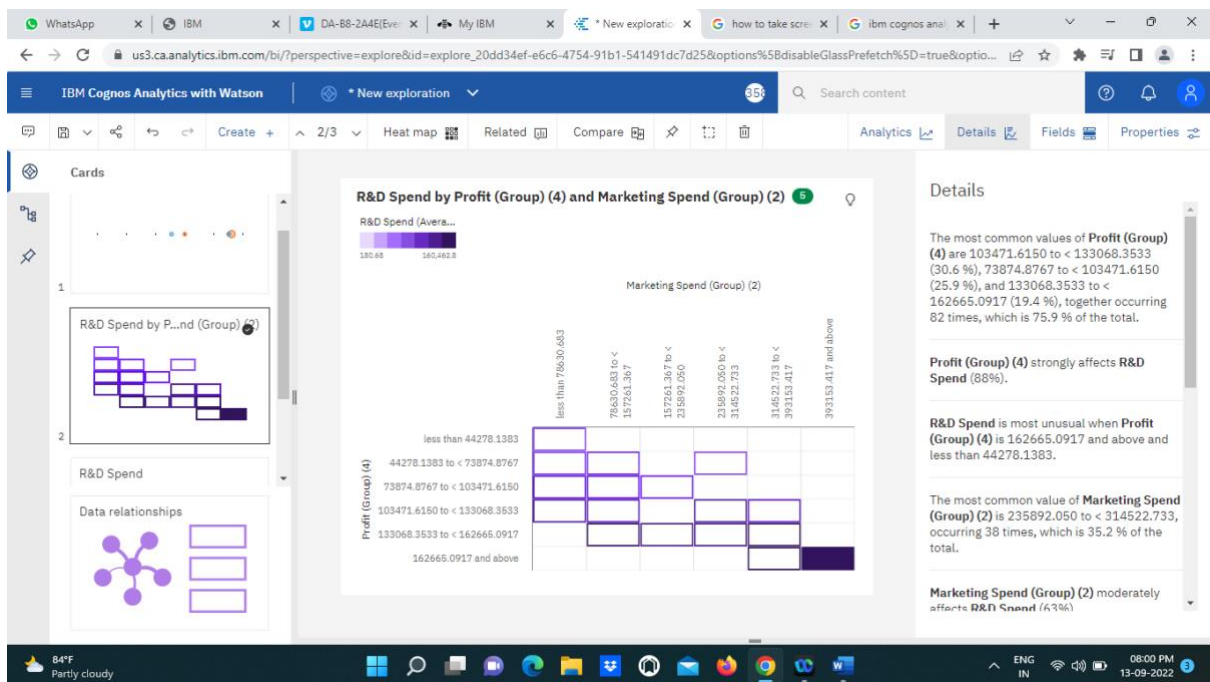 WhatsApp
IBM
DA-B8-2A4E(Even
My IBM
* New exploratio
how to take scre
ibm cognos anal
us3.ca.analytics.ibm.com/bi/?perspective=explore&id=explore_20dd34ef-e6c6-4754-91b1-541491dc7d25&options%5BdisableGlassPrefetch%5D=true&optio...
IBM Cognos Analytics with Watson
* New exploration
358
Search content
Create +
2/3
Heat map
Related
Compare
Analytics
Details
Fields
Properties
Cards
1
R&D Spend by P...nd (Group) (2)
2
R&D Spend
Data relationships
R&D Spend by Profit (Group) (4) and Marketing Spend (Group) (2) 5
R&D Spend (Avera...
180.68 160,462.8
Marketing Spend (Group) (2)
less than 78630.683
78630.683 to <
157261.367
157261.367 to <
235892.050
235892.050 to <
314522.733
314522.733 to <
393153.417
393153.417 and above
Profit (Group) (4)
less than 44278.1383
44278.1383 to < 73874.8767
73874.8767 to < 103471.6150
103471.6150 to < 133068.3533
133068.3533 to < 162665.0917
162665.0917 and above
Details
The most common values of Profit (Group)
(4) are 103471.6150 to < 133068.3533
(30.6 %), 73874.8767 to < 103471.6150
(25.9 %), and 133068.3533 to <
162665.0917 (19.4 %), together occurring
82 times, which is 75.9 % of the total.
Profit (Group) (4) strongly affects R&D
Spend (88%).
R&D Spend is most unusual when Profit
(Group) (4) is 162665.0917 and above and
less than 44278.1383.
The most common value of Marketing Spend
(Group) (2) is 235892.050 to < 314522.733,
occurring 38 times, which is 35.2 % of the
total.
Marketing Spend (Group) (2) moderately
affects R&D Spend (63%)
84°F
Partly cloudy
ENG
IN
08:00 PM
13-09-2022
3